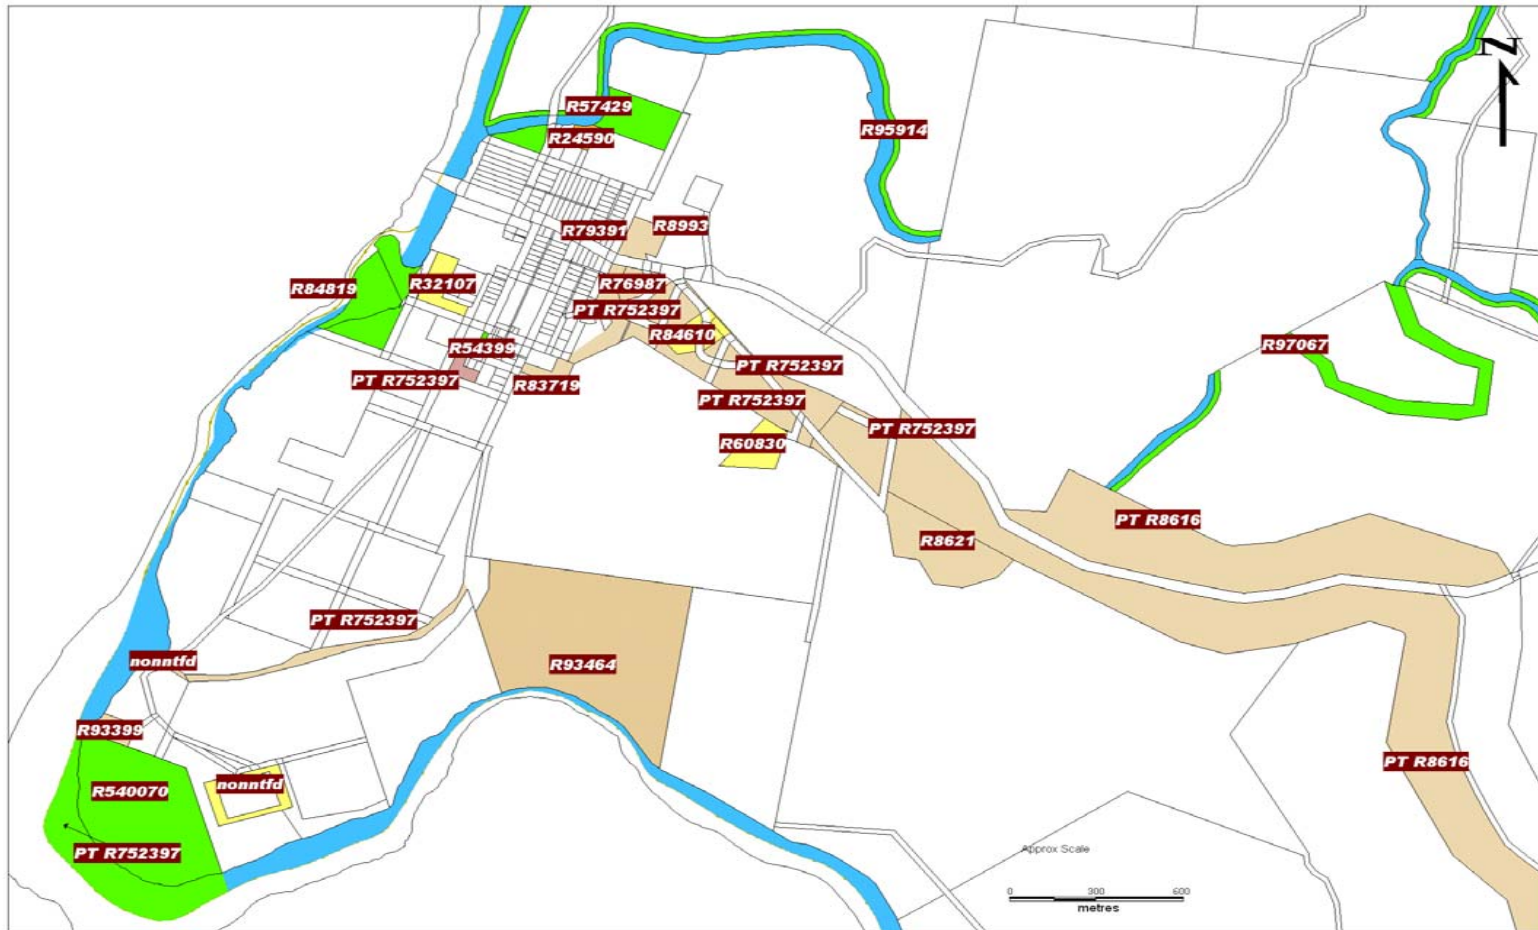 N
R57429
R24590
R95914
R79391
R8993
R84819
R32107
R76987
PT R752397
R84610
R54399
R97067
PT R752397
PT R752397
R83719
PT R752397
PT R752397
R60830
PT R8616
R8621
PT R752397
nonntfd
R93464
R93399
PT R8616
nonntfd
R540070
PT R752397
Approx Scale
0 300 600
metres